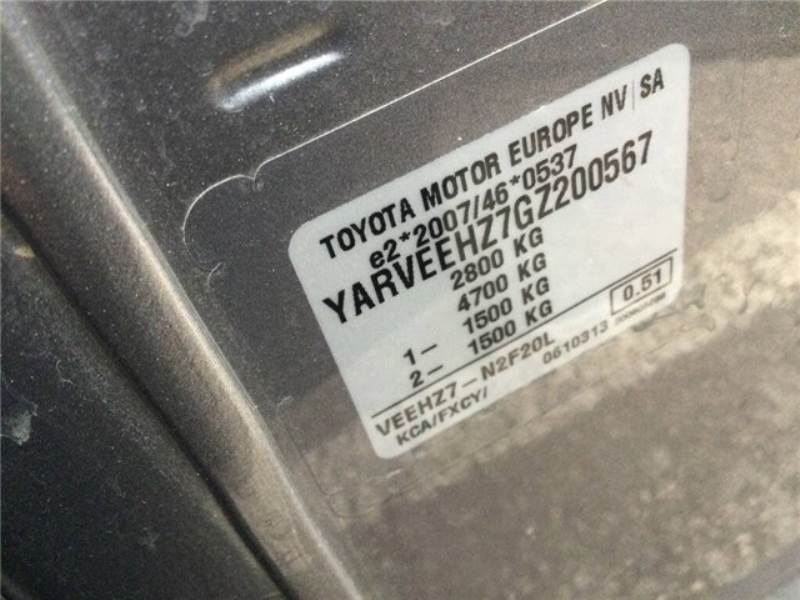 TOYOTA MOTOR EUROPE NV|SA
e2*2007/46*0537
YARVEEHZ7GZ200567
2800 KG
4700 KG
1– 1500 KG
2– 1500 KG
0.51
VEEHZ7–N2F20L 0610313
KCA/FXCY/